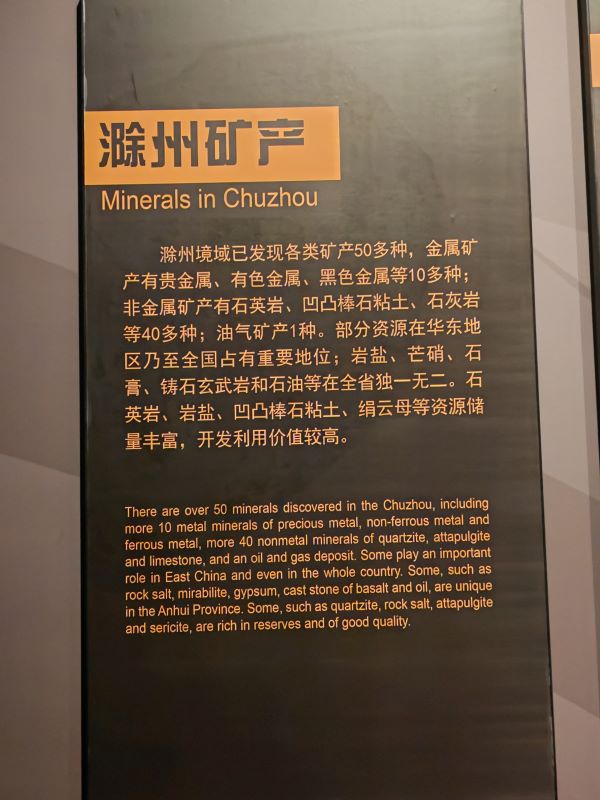 滁州矿产
Minerals in Chuzhou
滁州境域已发现各类矿产50多种，金属矿
产有贵金属、有色金属、黑色金属等10多种；
非金属矿产有石英岩、凹凸棒石粘土、石灰岩
等40多种；油气矿产1种。部分资源在华东地
区乃至全国占有重要地位；岩盐、芒硝、石
膏、铸石玄武岩和石油等在全省独一无二。石
英岩、岩盐、凹凸棒石粘土、绢云母等资源储
量丰富，开发利用价值较高。
There are over 50 minerals discovered in the Chuzhou, including
more 10 metal minerals of precious metal, non-ferrous metal and
ferrous metal, more 40 nonmetal minerals of quartzite, attapulgite
and limestone, and an oil and gas deposit. Some play an important
role in East China and even in the whole country. Some, such as
rock salt, mirabilite, gypsum, cast stone of basalt and oil, are unique
in the Anhui Province. Some, such as quartzite, rock salt, attapulgite
and sericite, are rich in reserves and of good quality.